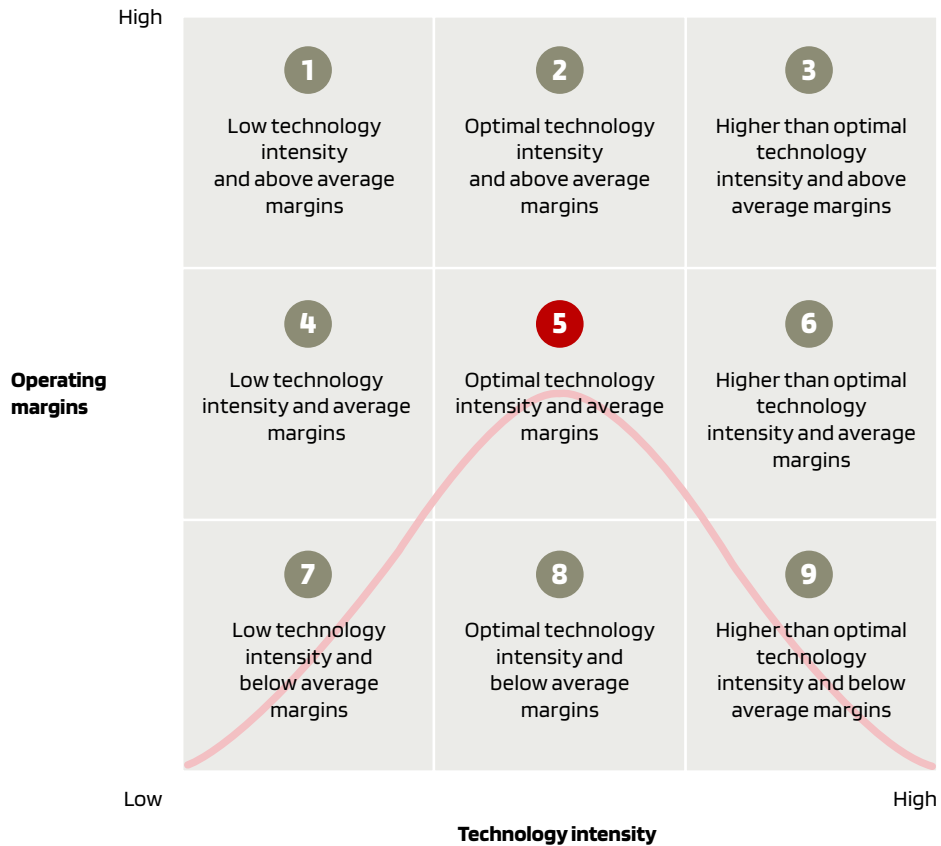 High
1
Low technology
intensity
and above average
margins
2
Optimal technology
intensity
and above average
margins
3
Higher than optimal
technology
intensity and above
average margins
Operating
margins
4
Low technology
intensity and average
margins
5
Optimal technology
intensity and average
margins
6
Higher than optimal
technology
intensity and average
margins
7
Low technology
intensity and
below average
margins
8
Optimal technology
intensity and
below average
margins
9
Higher than optimal
technology
intensity and below
average margins
Low
High
Technology intensity